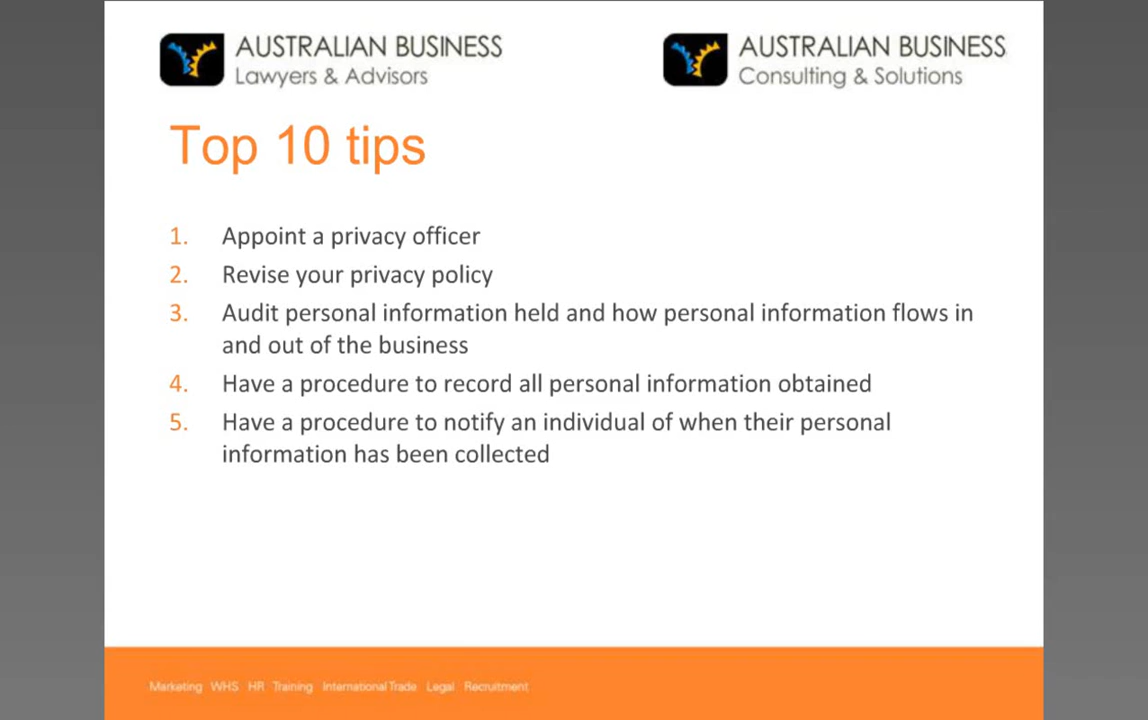 AUSTRALIAN BUSINESS
Lawyers & Advisors
AUSTRALIAN BUSINESS
Consulting & Solutions
Top 10 tips
1. Appoint a privacy officer
2. Revise your privacy policy
3. Audit personal information held and how personal information flows in
and out of the business
4. Have a procedure to record all personal information obtained
5. Have a procedure to notify an individual of when their personal
information has been collected
Marketing WHS HR Training International Trade Legal Recruitment